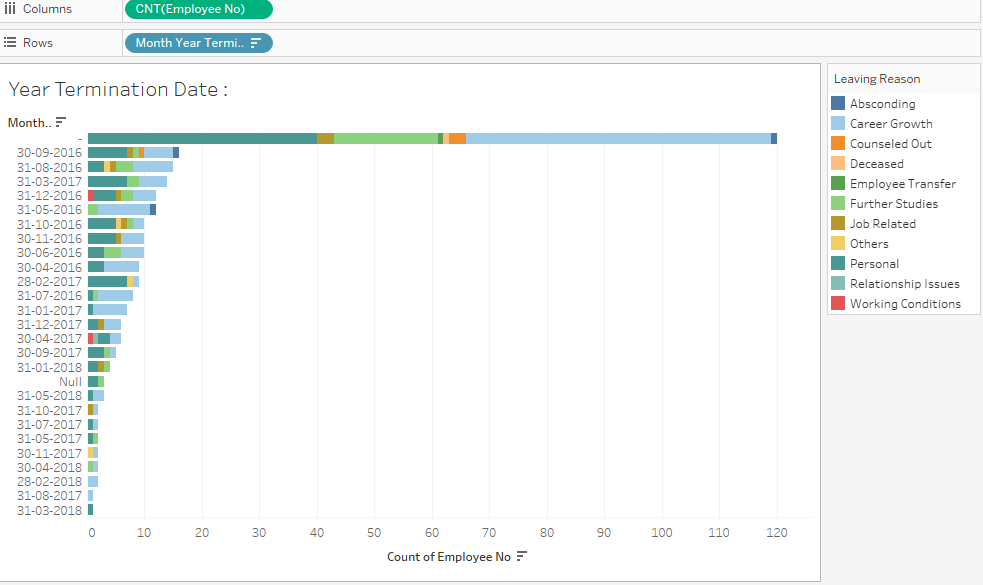 Columns
CNT(Employee No)
Rows
Month Year Termi..
Year Termination Date :
Month..
-
30-09-2016
31-08-2016
31-03-2017
31-12-2016
31-05-2016
31-10-2016
30-11-2016
30-06-2016
30-04-2016
28-02-2017
31-07-2016
31-01-2017
31-12-2017
30-04-2017
30-09-2017
31-01-2018
Null
31-05-2018
31-10-2017
31-07-2017
31-05-2017
30-11-2017
30-04-2018
28-02-2018
31-08-2017
31-03-2018
0 10 20 30 40 50 60 70 80 90 100 110 120
Count of Employee No
Leaving Reason
Absconding
Career Growth
Counseled Out
Deceased
Employee Transfer
Further Studies
Job Related
Others
Personal
Relationship Issues
Working Conditions